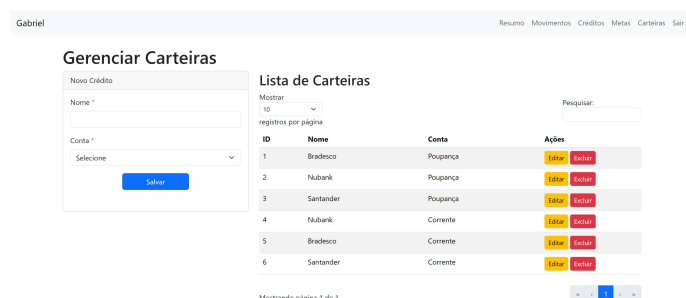 Gabriel
Resumo Movimentos Créditos Metas Carteiras Sair
Gerenciar Carteiras
Novo Crédito
Nome *
Conta *
Selecione
Salvar
Lista de Carteiras
Mostrar
10
registros por página
Pesquisar:
ID Nome Conta Ações
1 Bradesco Poupança Editar Excluir
2 Nubank Poupança Editar Excluir
3 Santander Poupança Editar Excluir
4 Nubank Corrente Editar Excluir
5 Bradesco Corrente Editar Excluir
6 Santander Corrente Editar Excluir
Mostrando página 1 de 1
« ‹ 1 › »